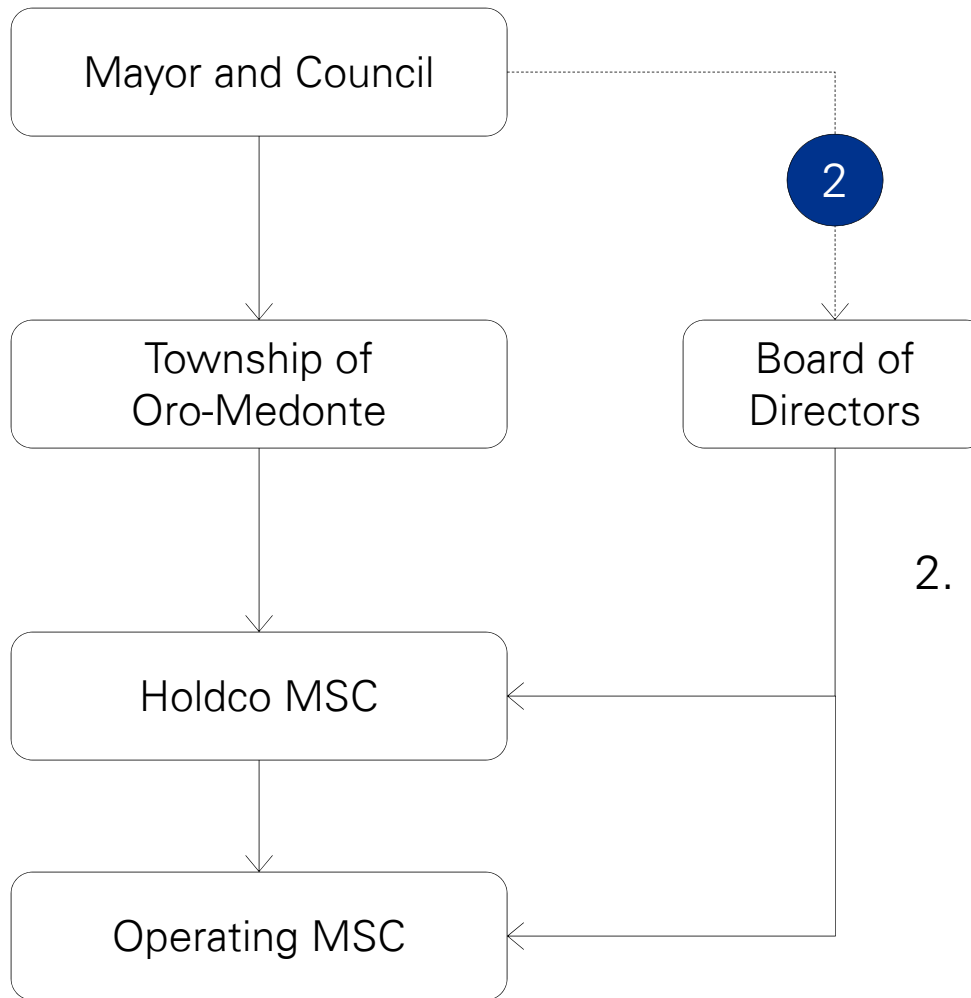 Mayor and Council
2
Township of
Oro-Medonte
Board of
Directors
2.
Holdco MSC
Operating MSC